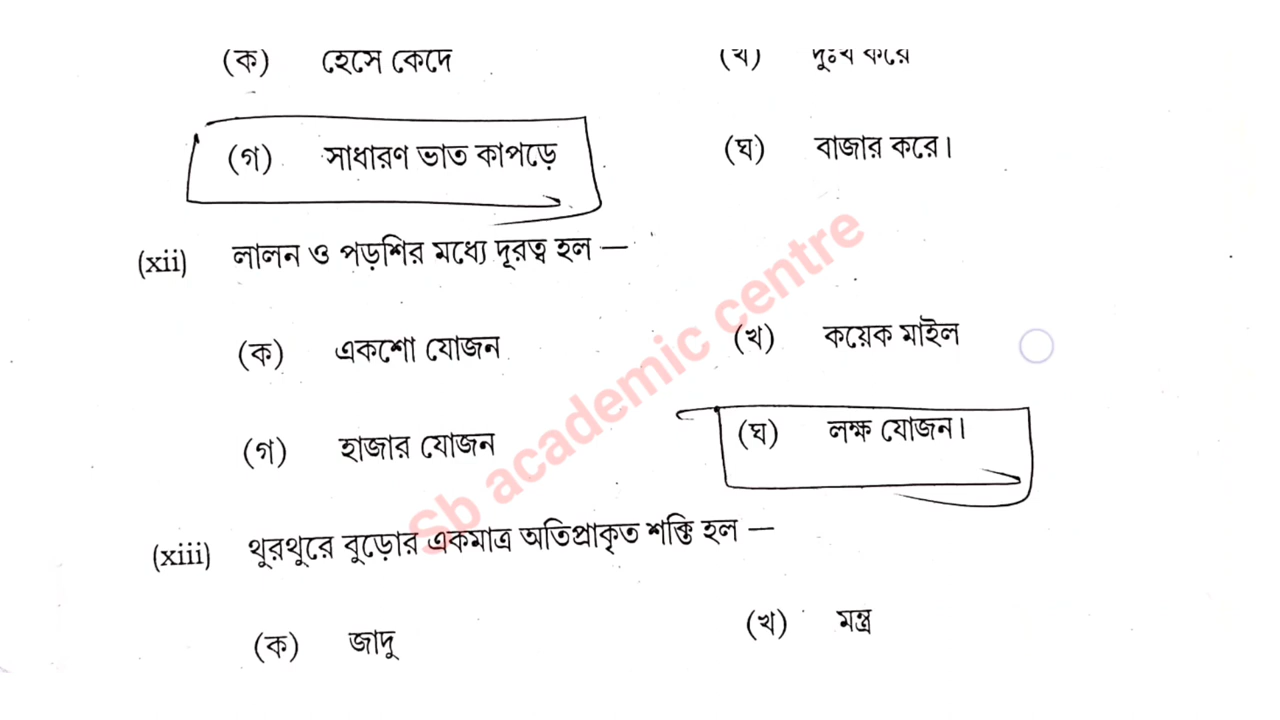 (ক) হেসে কেদে (খ) দুঃখ করে
(গ) সাধারণ ভাত কাপড়ে (ঘ) বাজার করে।
(xii) লালন ও পড়শির মধ্যে দূরত্ব হল —
(ক) একশো যোজন (খ) কয়েক মাইল
(গ) হাজার যোজন (ঘ) লক্ষ যোজন।
(xiii) থুরথুরে বুড়োর একমাত্র অতিপ্রাকৃত শক্তি হল —
(ক) জাদু (খ) মন্ত্র
Sb academic centre